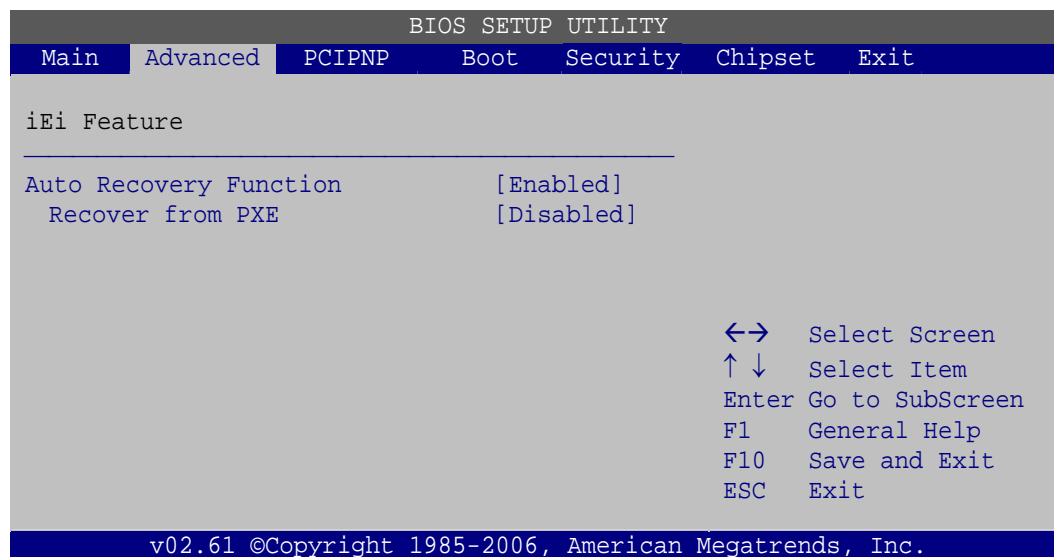 BIOS SETUP UTILITY
Main Advanced PCIPNP Boot Security Chipset Exit
iEi Feature
Auto Recovery Function [Enabled]
Recover from PXE [Disabled]
←→ Select Screen
↑↓ Select Item
Enter Go to SubScreen
F1 General Help
F10 Save and Exit
ESC Exit
v02.61 ©Copyright 1985-2006, American Megatrends, Inc.